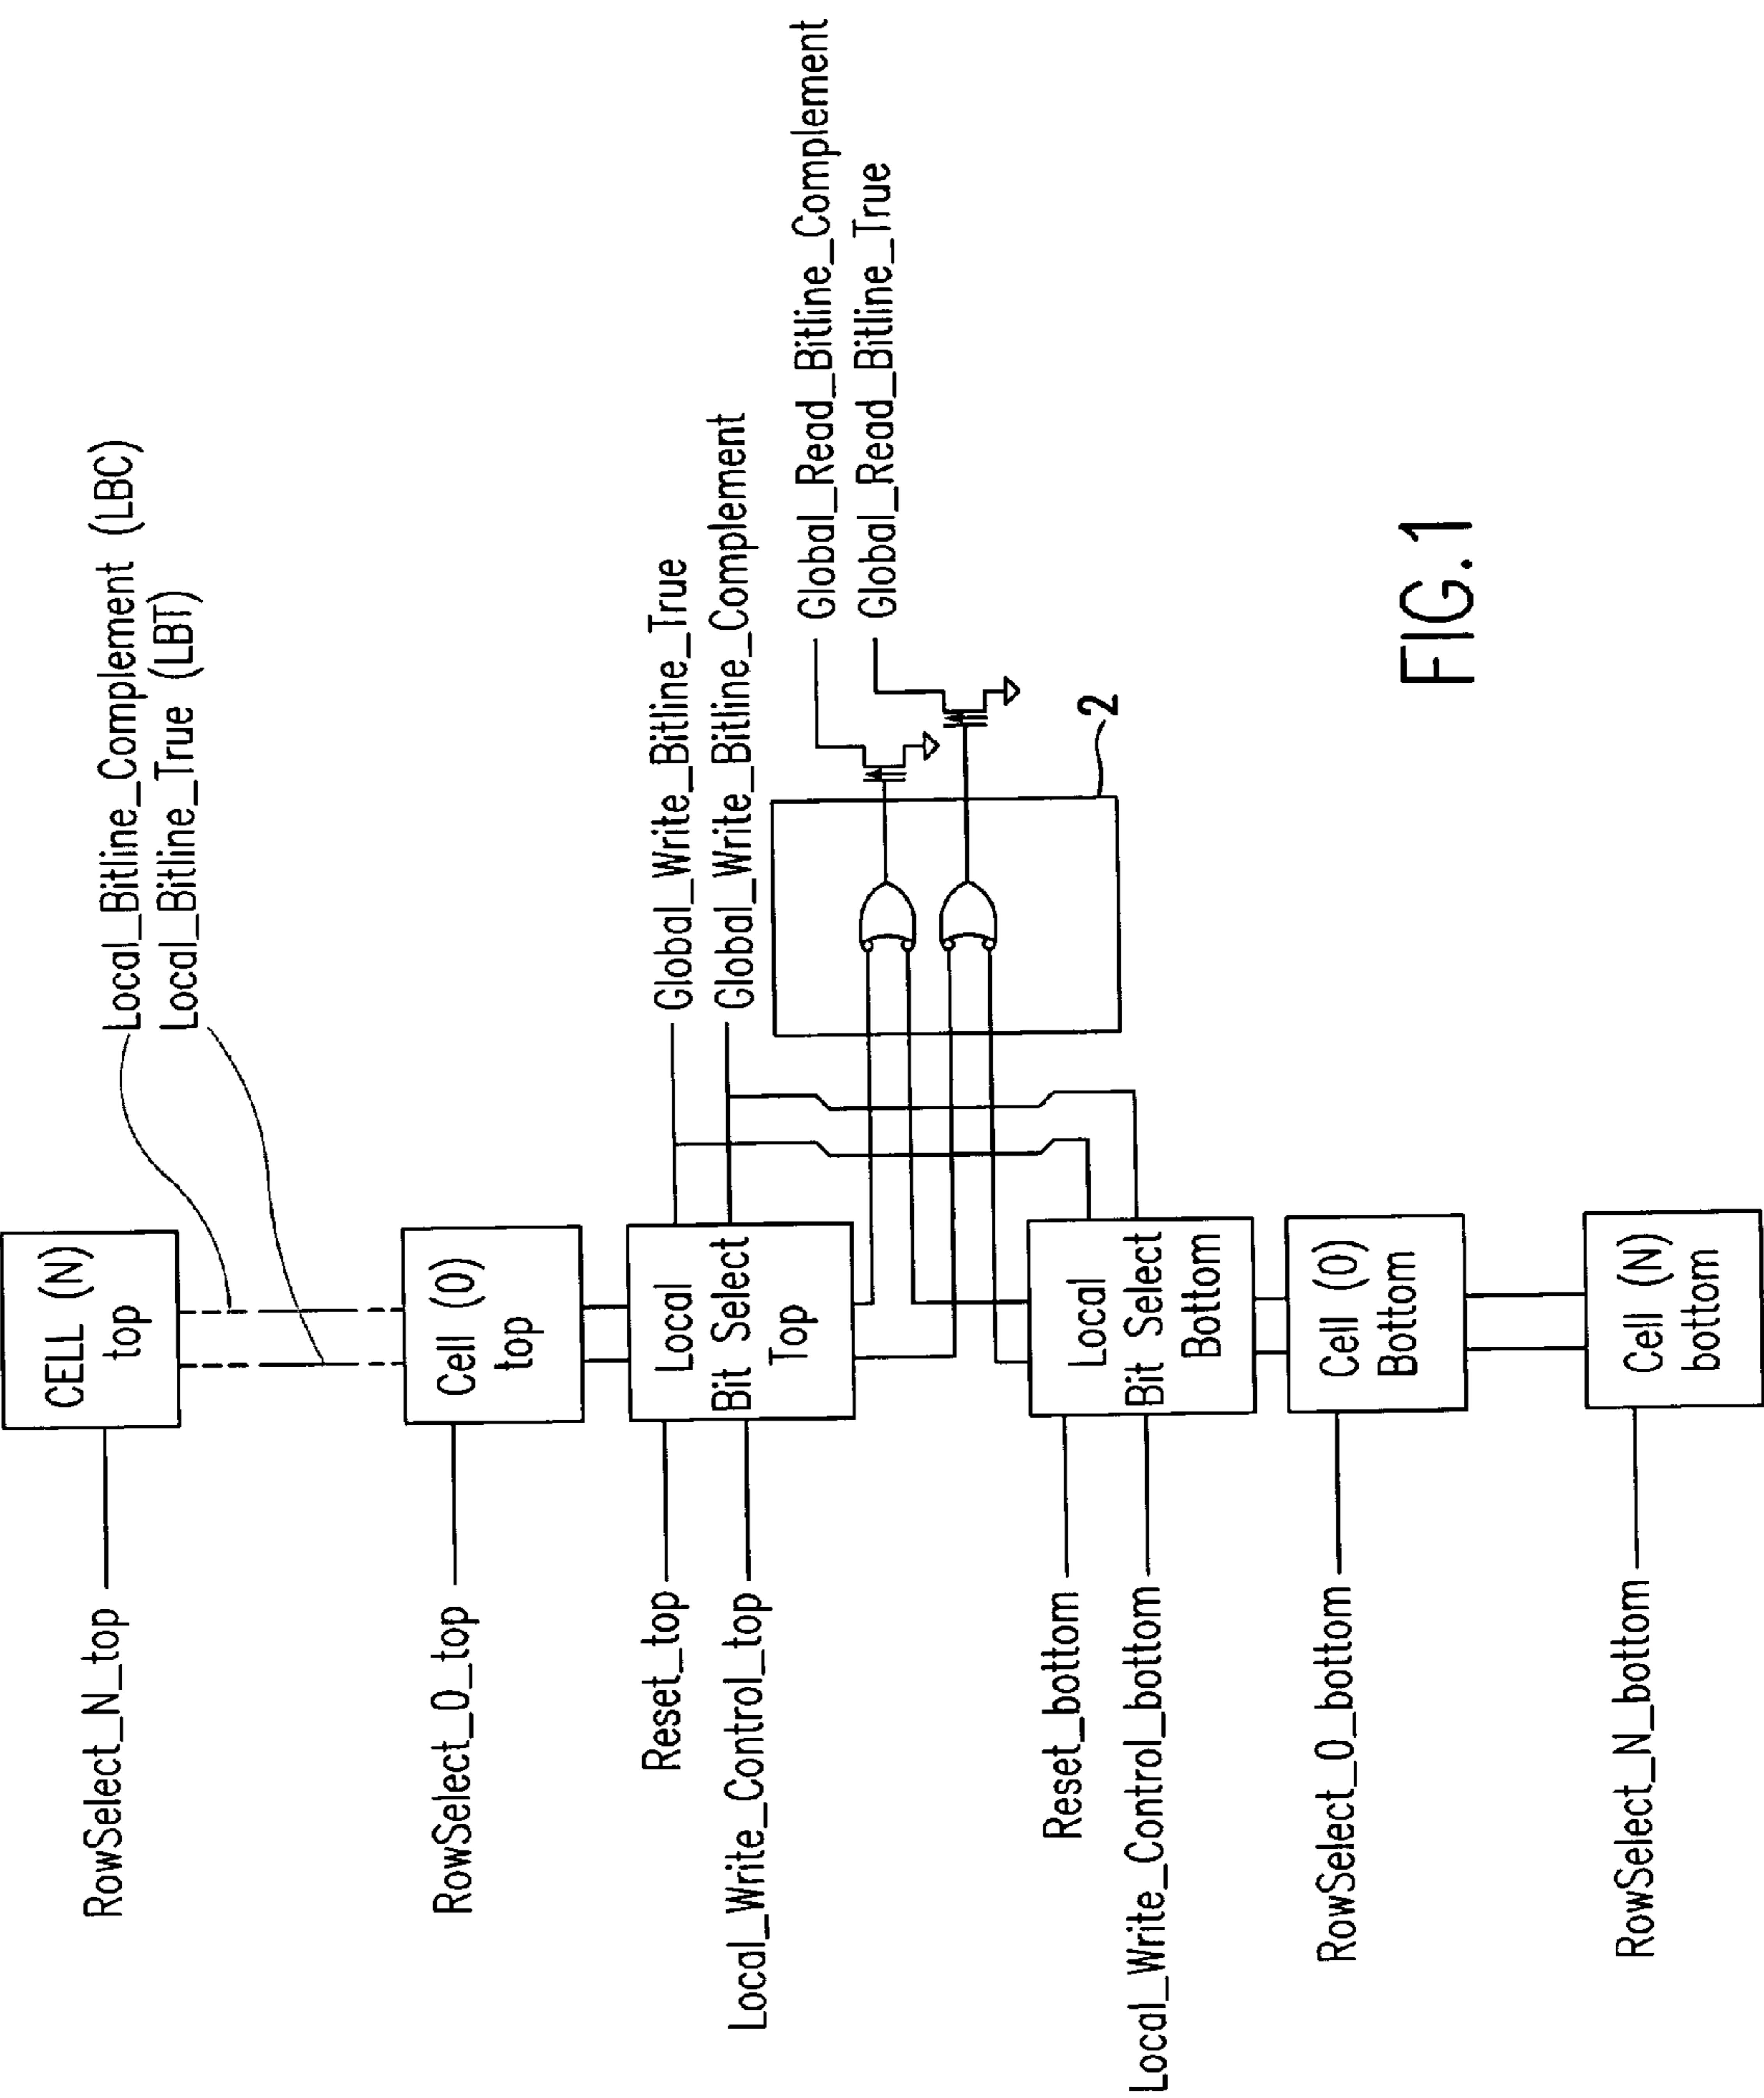 Local_Bitline_Complement (LBC)
Local_Bitline_True (LBT)
RowSelect_N_top
CELL (N)
top
RowSelect_0_top
Cell (0)
top
Reset_top
Local_Write_Control_top
Local
Bit Select
Top
Global_Write_Bitline_True
Global_Write_Bitline_Complement
Global_Read_Bitline_Complement
Global_Read_Bitline_True
2
Reset_bottom
Local_Write_Control_bottom
Local
Bit Select
Bottom
RowSelect_0_bottom
Cell (0)
Bottom
RowSelect_N_bottom
Cell (N)
bottom
FIG.1